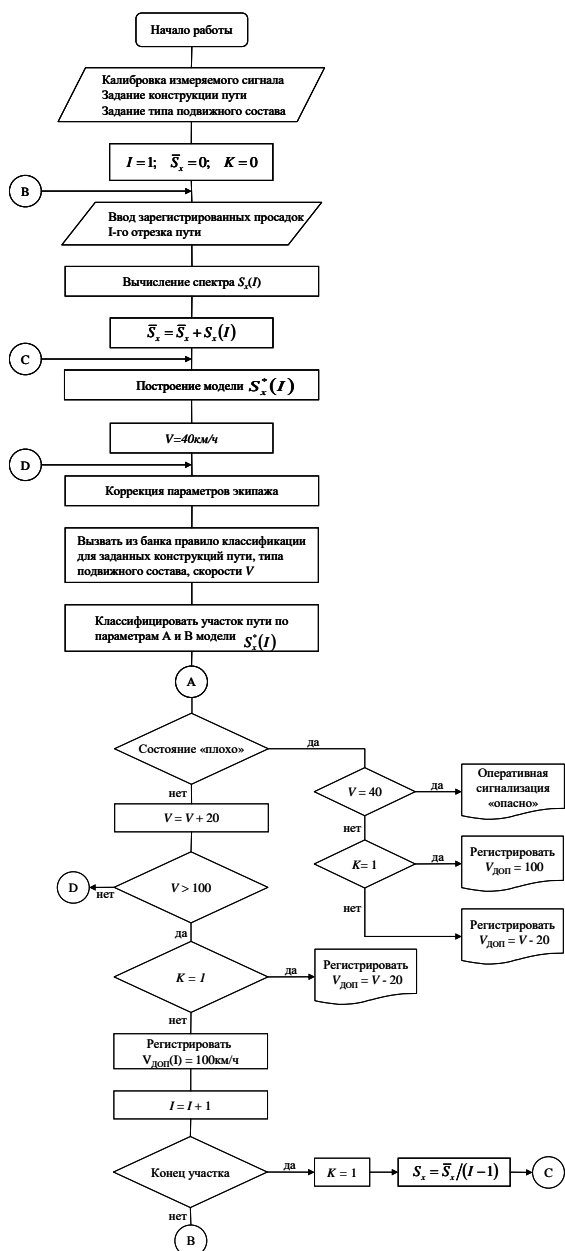 Начало работы
Калибровка измеряемого сигнала
Задание конструкции пути
Задание типа подвижного состава
I = 1; S̅ₓ = 0; K = 0
B
Ввод зарегистрированных просадок
I-го отрезка пути
Вычисление спектра Sₓ(I)
S̅ₓ = S̅ₓ + Sₓ(I)
C
Построение модели Sₓ*(I)
V=40км/ч
D
Коррекция параметров экипажа
Вызвать из банка правило классификации
для заданных конструкций пути, типа
подвижного состава, скорости V
Классифицировать участок пути по
параметрам А и В модели Sₓ*(I)
A
Состояние «плохо»
да
нет
V = 40
да
Оперативная
сигнализация
«опасно»
нет
V = V + 20
K= 1
да
Регистрировать
VДОП = 100
нет
D
нет
V > 100
Регистрировать
VДОП = V - 20
да
K = 1
да
Регистрировать
VДОП = V - 20
нет
Регистрировать
VДОП(I) = 100км/ч
I = I + 1
Конец участка
да
K = 1
Sₓ = S̅ₓ/(I−1)
C
нет
B